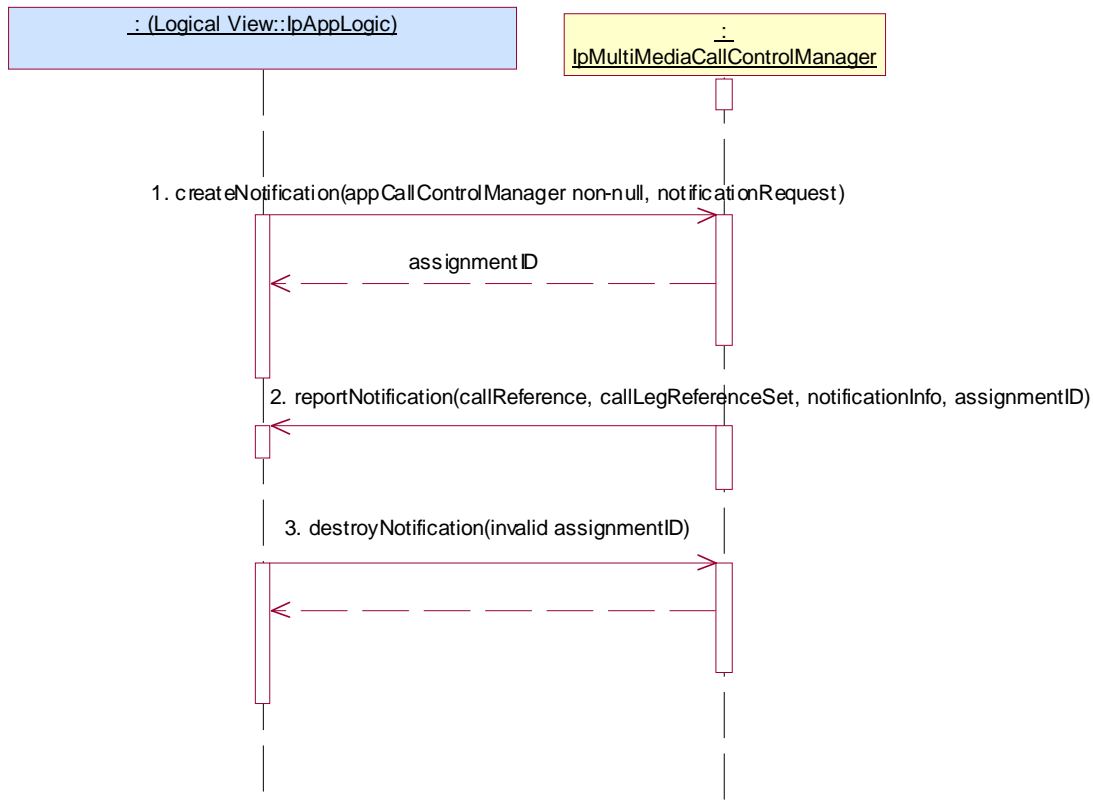 : (Logical View::IpAppLogic)
:
IpMultiMediaCallControlManager
1. createNotification(appCallControlManager non-null, notificationRequest)
assignmentID
2. reportNotification(callReference, callLegReferenceSet, notificationInfo, assignmentID)
3. destroyNotification(invalid assignmentID)